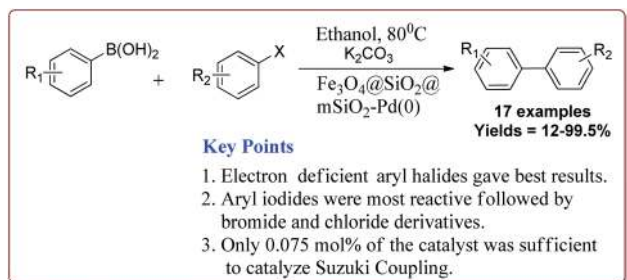 R₁
B(OH)₂
+
R₂
X
Ethanol, 80⁰C
K₂CO₃
Fe₃O₄@SiO₂@
mSiO₂-Pd(0)
R₁
R₂
17 examples
Yields = 12-99.5%
Key Points
1. Electron deficient aryl halides gave best results.
2. Aryl iodides were most reactive followed by
bromide and chloride derivatives.
3. Only 0.075 mol% of the catalyst was sufficient
to catalyze Suzuki Coupling.